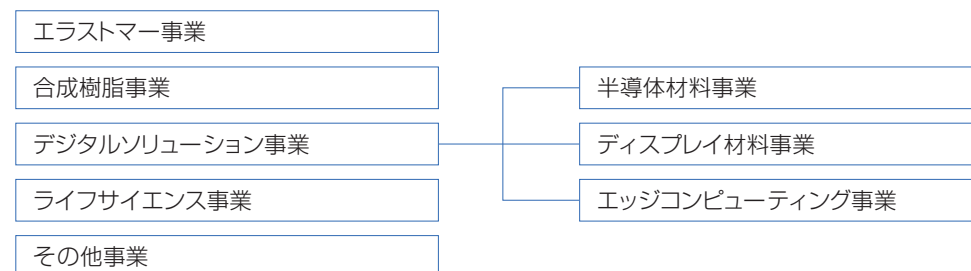 エラストマー事業
合成樹脂事業
デジタルソリューション事業
ライフサイエンス事業
その他事業
半導体材料事業
ディスプレイ材料事業
エッジコンピューティング事業